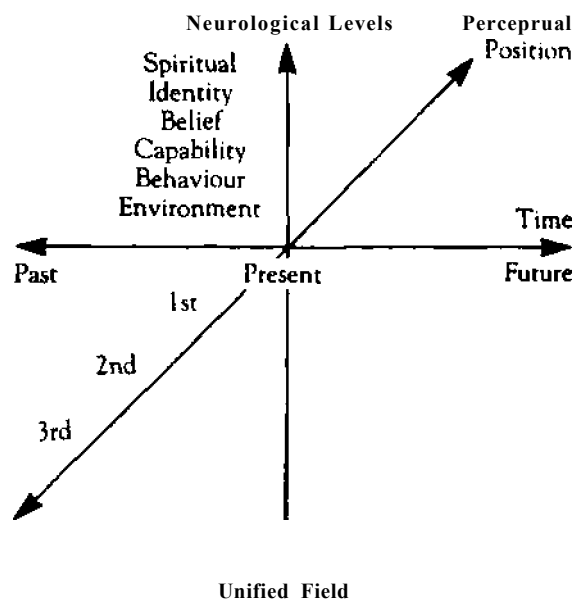 Neurological Levels
Perceprual
Position
Spiritual
Identity
Belief
Capability
Behaviour
Environment
Time
Past
Present
Future
1st
2nd
3rd
Unified Field